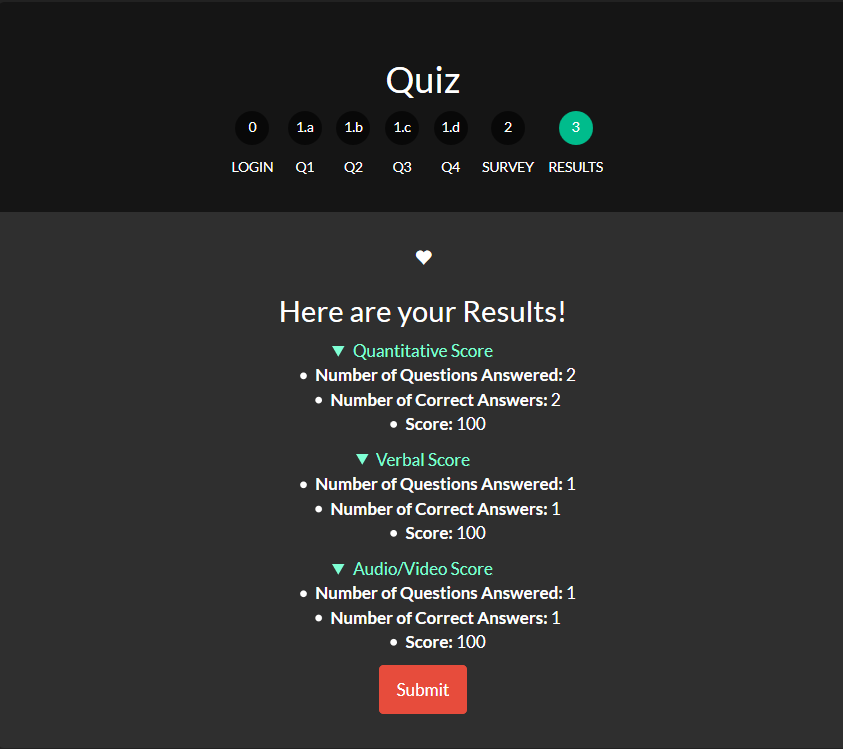 Quiz
0 1.a 1.b 1.c 1.d 2 3
LOGIN Q1 Q2 Q3 Q4 SURVEY RESULTS
Here are your Results!
Quantitative Score
Number of Questions Answered: 2
Number of Correct Answers: 2
Score: 100
Verbal Score
Number of Questions Answered: 1
Number of Correct Answers: 1
Score: 100
Audio/Video Score
Number of Questions Answered: 1
Number of Correct Answers: 1
Score: 100
Submit